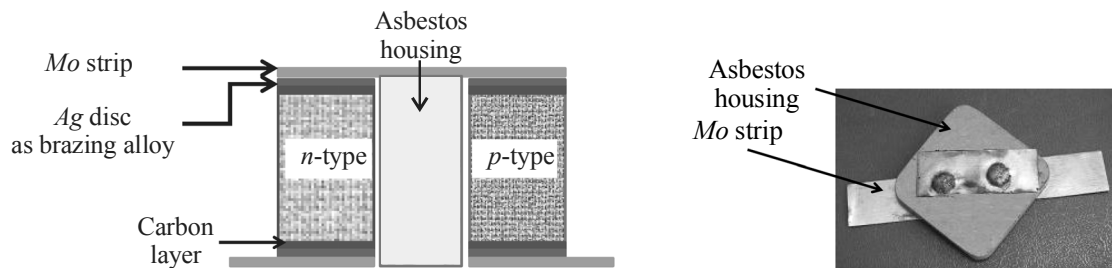 Asbestos
housing
Mo strip
Ag disc
as brazing alloy
n-type
p-type
Carbon
layer
Asbestos
housing
Mo strip